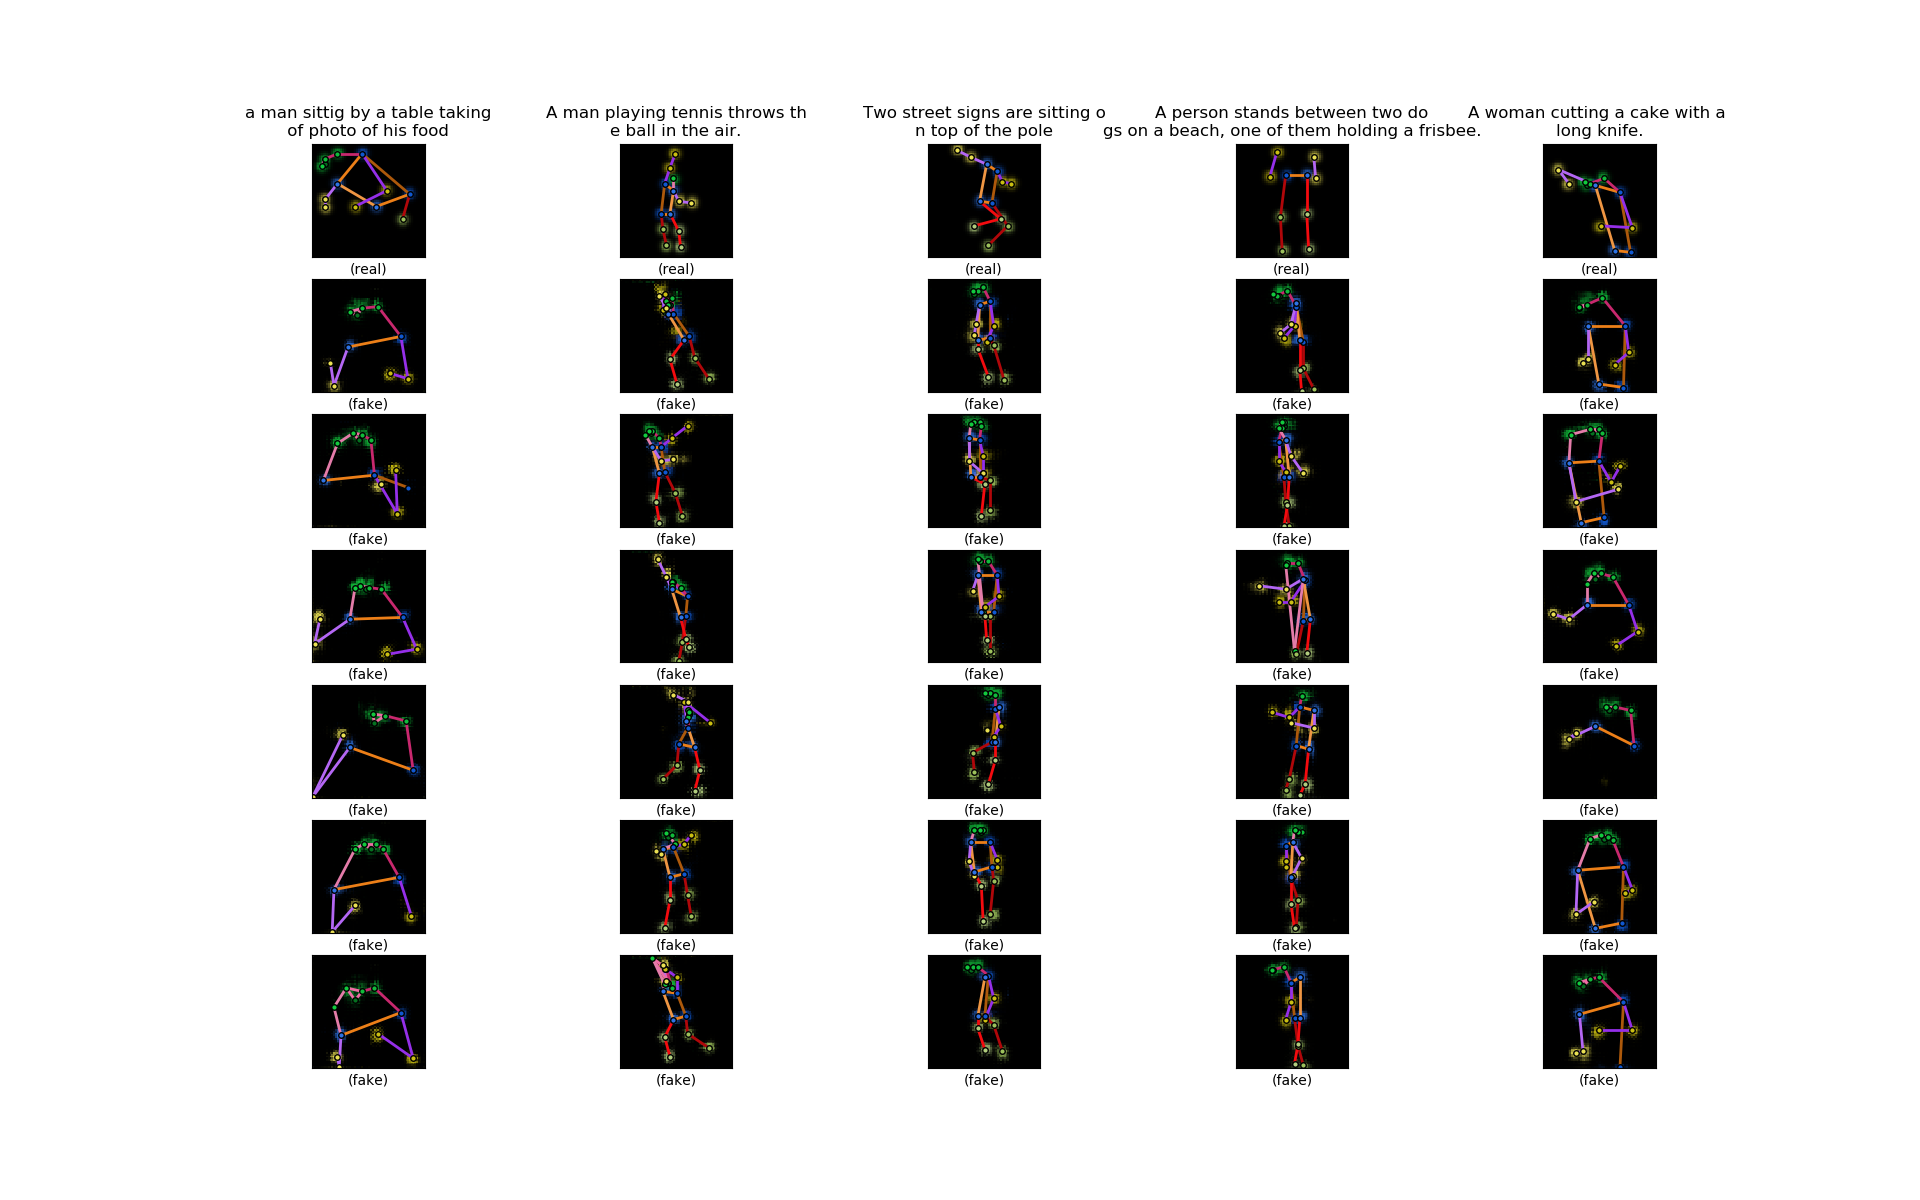 a man sittig by a table taking
of photo of his food
A man playing tennis throws th
e ball in the air.
Two street signs are sitting o
n top of the pole
A person stands between two do
gs on a beach, one of them holding a frisbee.
A woman cutting a cake with a
long knife.
(real) (real) (real) (real) (real)
(fake) (fake) (fake) (fake) (fake)
(fake) (fake) (fake) (fake) (fake)
(fake) (fake) (fake) (fake) (fake)
(fake) (fake) (fake) (fake) (fake)
(fake) (fake) (fake) (fake) (fake)
(fake) (fake) (fake) (fake) (fake)